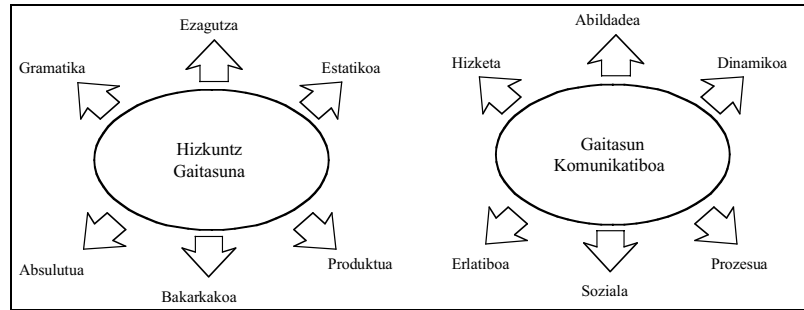 Ezagutza
Gramatika
Estatikoa
Hizkuntz
Gaitasuna
Absulutua
Produktua
Bakarkakoa
Abildadea
Hizketa
Dinamikoa
Gaitasun
Komunikatiboa
Erlatiboa
Prozesua
Soziala